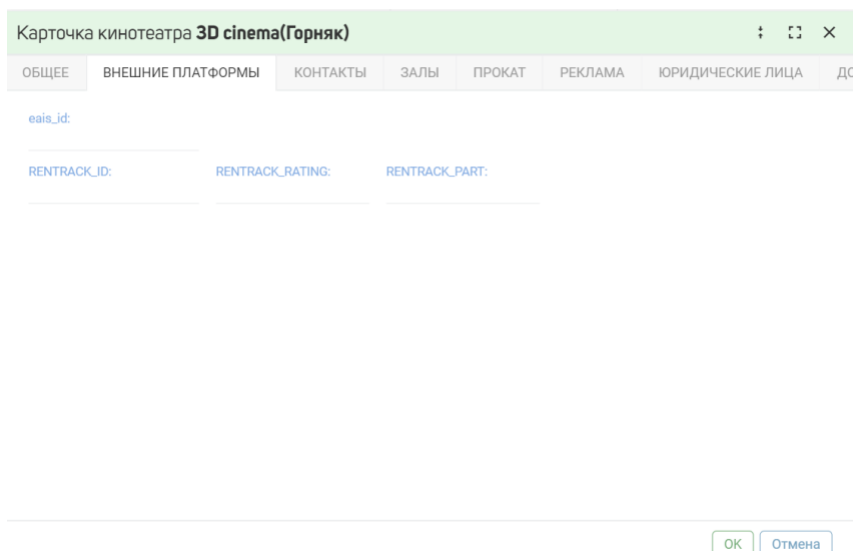 Карточка кинотеатра 3D cinema(Горняк)
ОБЩЕЕ ВНЕШНИЕ ПЛАТФОРМЫ КОНТАКТЫ ЗАЛЫ ПРОКАТ РЕКЛАМА ЮРИДИЧЕСКИЕ ЛИЦА ДО
eais_id:
RENTRACK_ID: RENTRACK_RATING: RENTRACK_PART:
OK Отмена